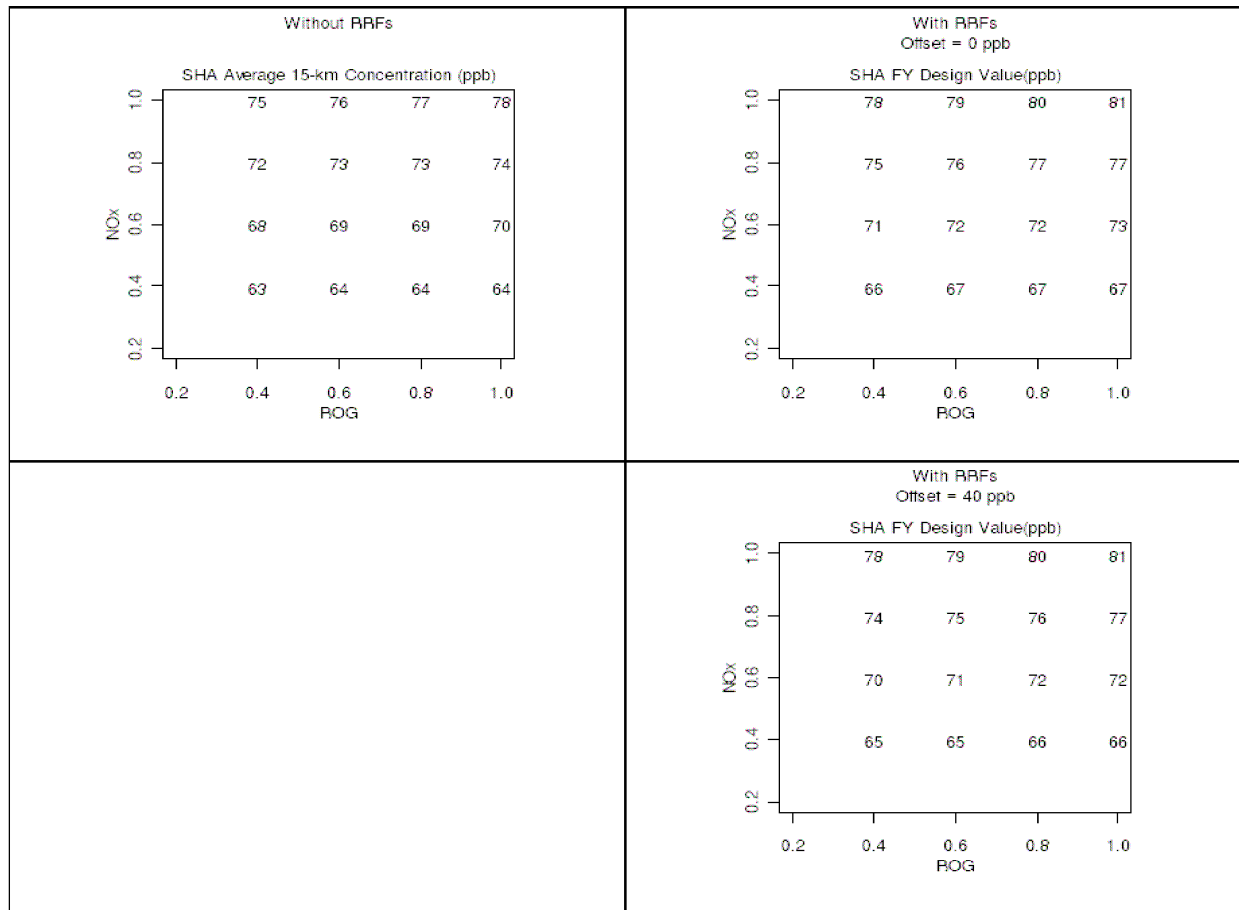 Without RRFs
SHA Average 15-km Concentration (ppb)
1.0 75 76 77 78
0.8 72 73 73 74
NOx
0.6 68 69 69 70
0.4 63 64 64 64
0.2
0.2 0.4 0.6 0.8 1.0
ROG
With RRFs
Offset = 0 ppb
SHA FY Design Value(ppb)
1.0 78 79 80 81
0.8 75 76 77 77
NOx
0.6 71 72 72 73
0.4 66 67 67 67
0.2
0.2 0.4 0.6 0.8 1.0
ROG
With RRFs
Offset = 40 ppb
SHA FY Design Value(ppb)
1.0 78 79 80 81
0.8 74 75 76 77
NOx
0.6 70 71 72 72
0.4 65 65 66 66
0.2
0.2 0.4 0.6 0.8 1.0
ROG